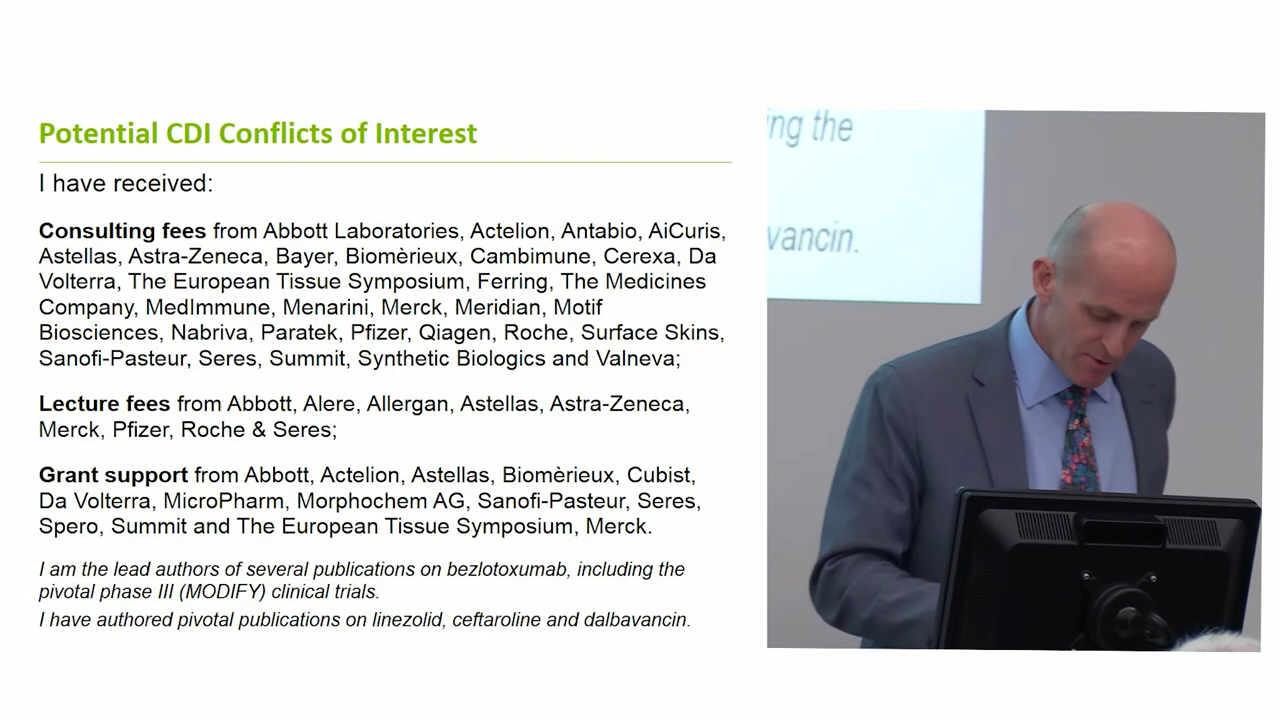 Potential CDI Conflicts of Interest
I have received:
Consulting fees from Abbott Laboratories, Actelion, Antabio, AiCuris,
Astellas, Astra-Zeneca, Bayer, Biomèrieux, Cambimune, Cerexa, Da
Volterra, The European Tissue Symposium, Ferring, The Medicines
Company, MedImmune, Menarini, Merck, Meridian, Motif
Biosciences, Nabriva, Paratek, Pfizer, Qiagen, Roche, Surface Skins,
Sanofi-Pasteur, Seres, Summit, Synthetic Biologics and Valneva;
Lecture fees from Abbott, Alere, Allergan, Astellas, Astra-Zeneca,
Merck, Pfizer, Roche & Seres;
Grant support from Abbott, Actelion, Astellas, Biomèrieux, Cubist,
Da Volterra, MicroPharm, Morphochem AG, Sanofi-Pasteur, Seres,
Spero, Summit and The European Tissue Symposium, Merck.
I am the lead authors of several publications on bezlotoxumab, including the
pivotal phase III (MODIFY) clinical trials.
I have authored pivotal publications on linezolid, ceftaroline and dalbavancin.
ing the
vancin.